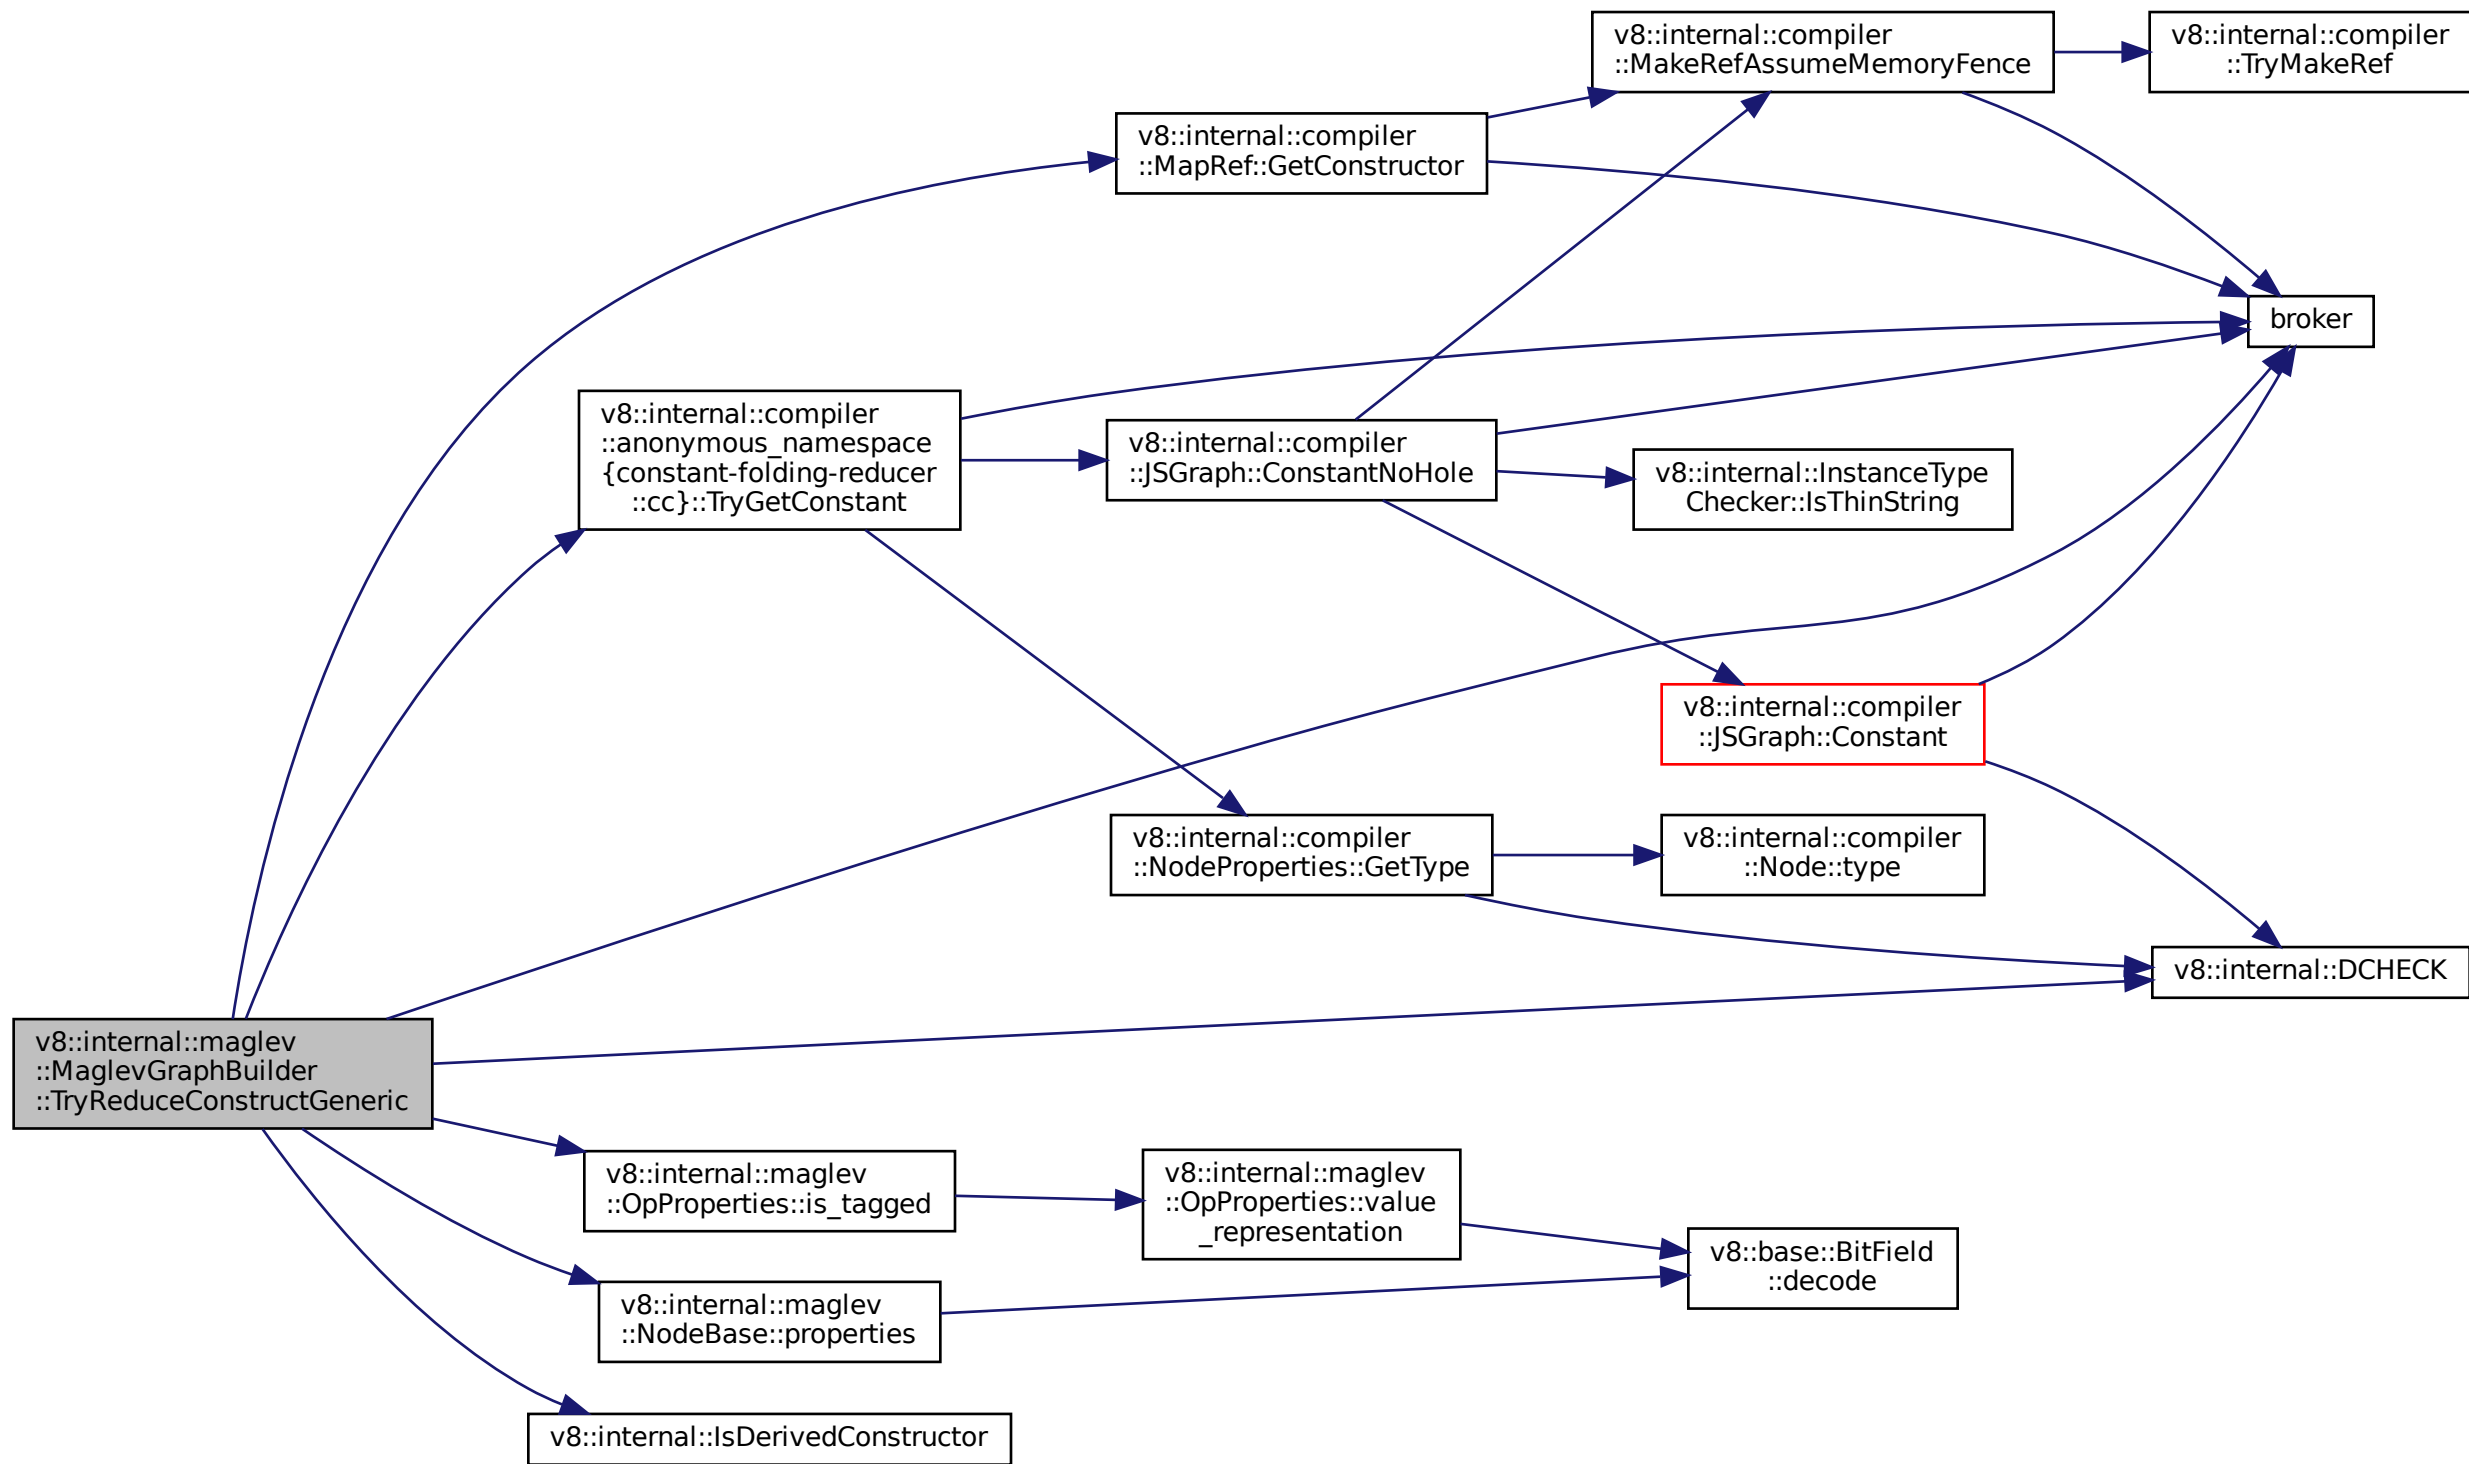 v8::internal::compiler
::MakeRefAssumeMemoryFence
v8::internal::compiler
::TryMakeRef
v8::internal::compiler
::MapRef::GetConstructor
broker
v8::internal::compiler
::anonymous_namespace
{constant-folding-reducer
::cc}::TryGetConstant
v8::internal::compiler
::JSGraph::ConstantNoHole
v8::internal::InstanceType
Checker::IsThinString
v8::internal::compiler
::JSGraph::Constant
v8::internal::compiler
::NodeProperties::GetType
v8::internal::compiler
::Node::type
v8::internal::DCHECK
v8::internal::maglev
::MaglevGraphBuilder
::TryReduceConstructGeneric
v8::internal::maglev
::OpProperties::is_tagged
v8::internal::maglev
::OpProperties::value
_representation
v8::base::BitField
::decode
v8::internal::maglev
::NodeBase::properties
v8::internal::IsDerivedConstructor